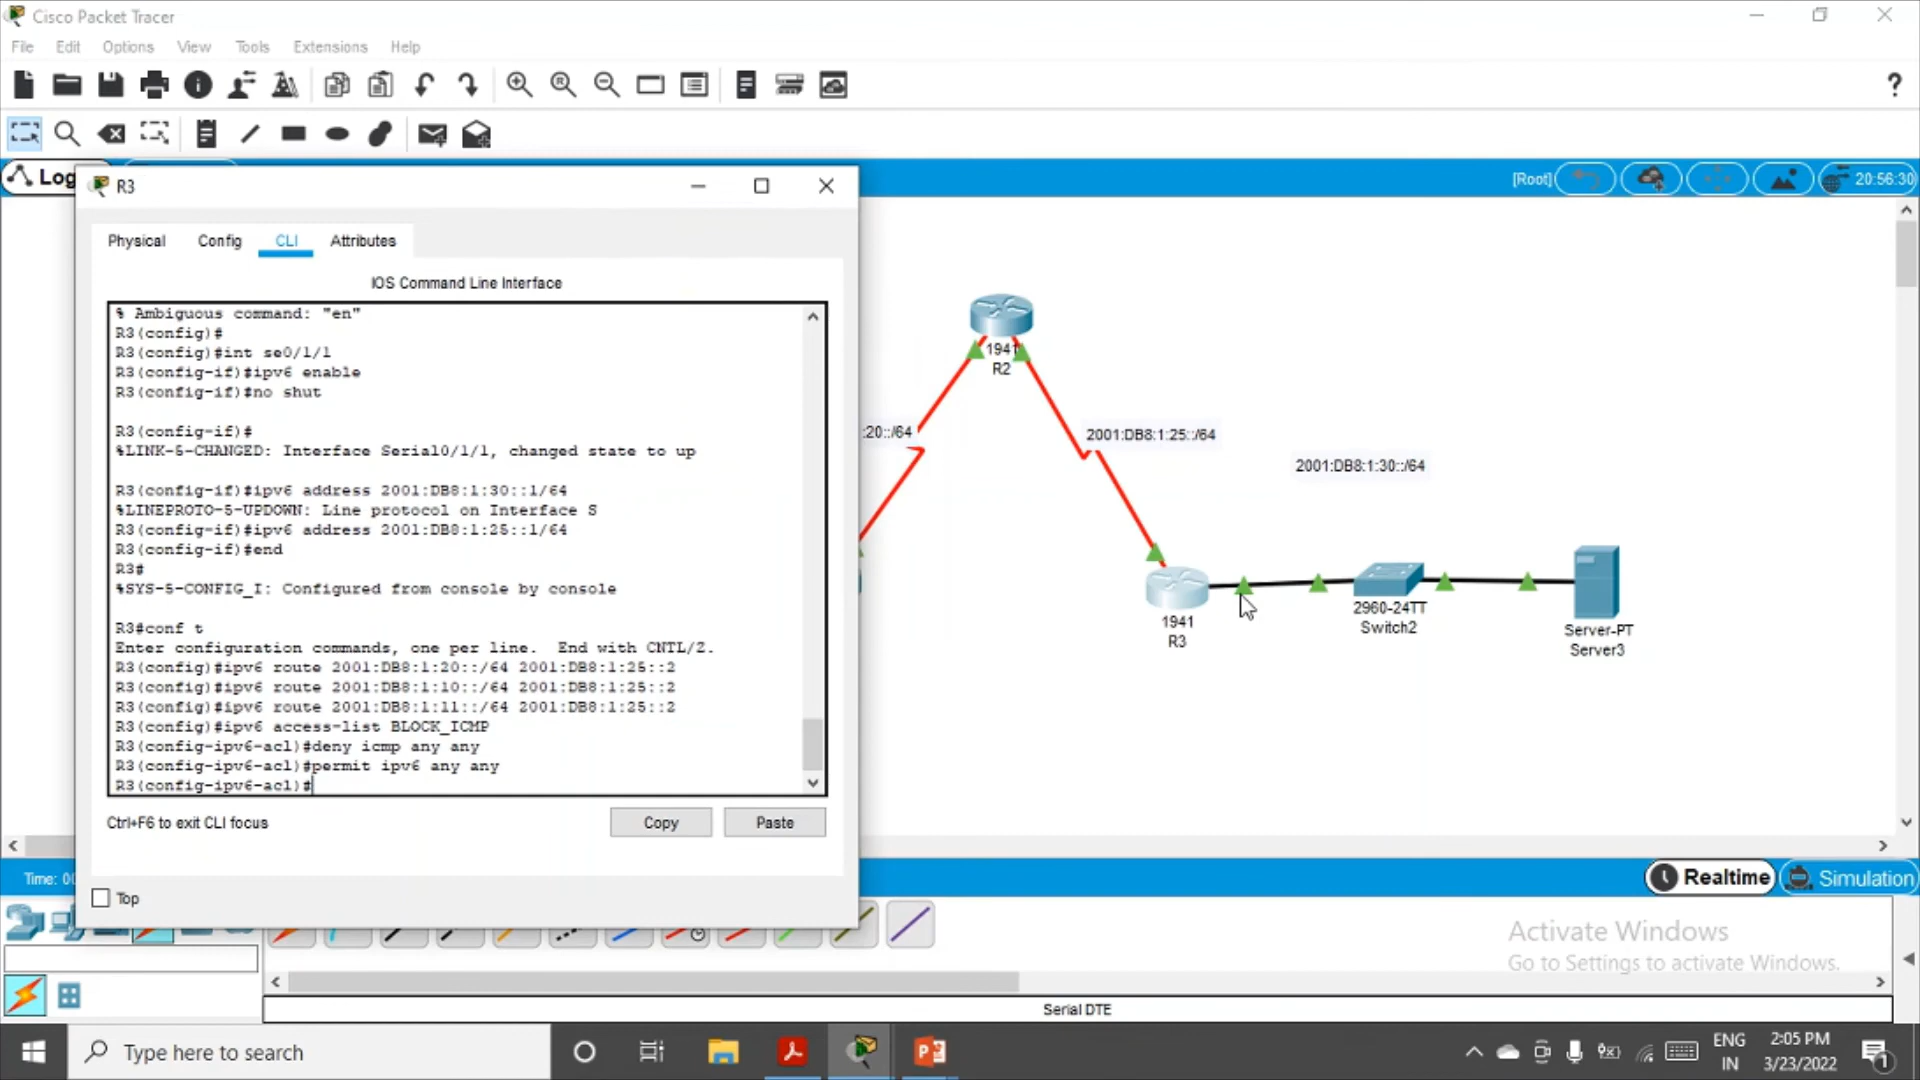 Cisco Packet Tracer
File Edit Options View Tools Extensions Help
?
Log
[Root]
20:56:30
R3
Physical Config CLI Attributes
IOS Command Line Interface
% Ambiguous command: "en"
R3(config)#
R3(config)#int se0/1/1
R3(config-if)#ipv6 enable
R3(config-if)#no shut
R3(config-if)#
%LINK-5-CHANGED: Interface Serial0/1/1, changed state to up
R3(config-if)#ipv6 address 2001:DB8:1:30::1/64
%LINEPROTO-5-UPDOWN: Line protocol on Interface S
R3(config-if)#ipv6 address 2001:DB8:1:25::1/64
R3(config-if)#end
R3#
%SYS-5-CONFIG_I: Configured from console by console
R3#conf t
Enter configuration commands, one per line. End with CNTL/Z.
R3(config)#ipv6 route 2001:DB8:1:20::/64 2001:DB8:1:25::2
R3(config)#ipv6 route 2001:DB8:1:10::/64 2001:DB8:1:25::2
R3(config)#ipv6 route 2001:DB8:1:11::/64 2001:DB8:1:25::2
R3(config)#ipv6 access-list BLOCK_ICMP
R3(config-ipv6-acl)#deny icmp any any
R3(config-ipv6-acl)#permit ipv6 any any
R3(config-ipv6-acl)#
Ctrl+F6 to exit CLI focus
Copy
Paste
Top
1941
R2
:20::/64
2001:DB8:1:25::/64
2001:DB8:1:30::/64
1941
R3
2960-24TT
Switch2
Server-PT
Server3
Time: 00
Realtime
Simulation
Activate Windows
Go to Settings to activate Windows.
Serial DTE
Type here to search
ENG
IN
2:05 PM
3/23/2022
1